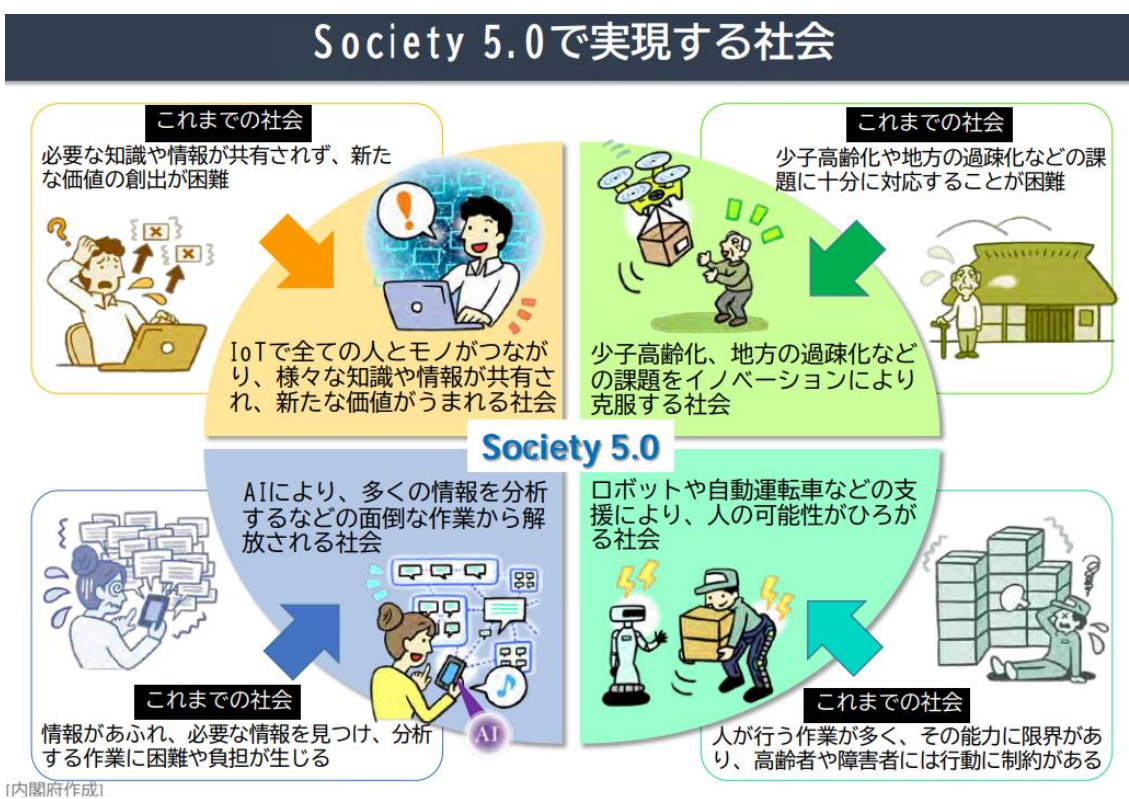 Society 5.0で実現する社会
これまでの社会
必要な知識や情報が共有されず、新た
な価値の創出が困難
これまでの社会
少子高齢化や地方の過疎化などの課
題に十分に対応することが困難
IoTで全ての人とモノがつなが
り、様々な知識や情報が共有さ
れ、新たな価値がうまれる社会
少子高齢化、地方の過疎化など
の課題をイノベーションにより
克服する社会
Society 5.0
AIにより、多くの情報を分析
するなどの面倒な作業から解
放される社会
ロボットや自動運転車などの支
援により、人の可能性がひろが
る社会
AI
これまでの社会
情報があふれ、必要な情報を見つけ、分析
する作業に困難や負担が生じる
これまでの社会
人が行う作業が多く、その能力に限界があ
り、高齢者や障害者には行動に制約がある
[内閣府作成]